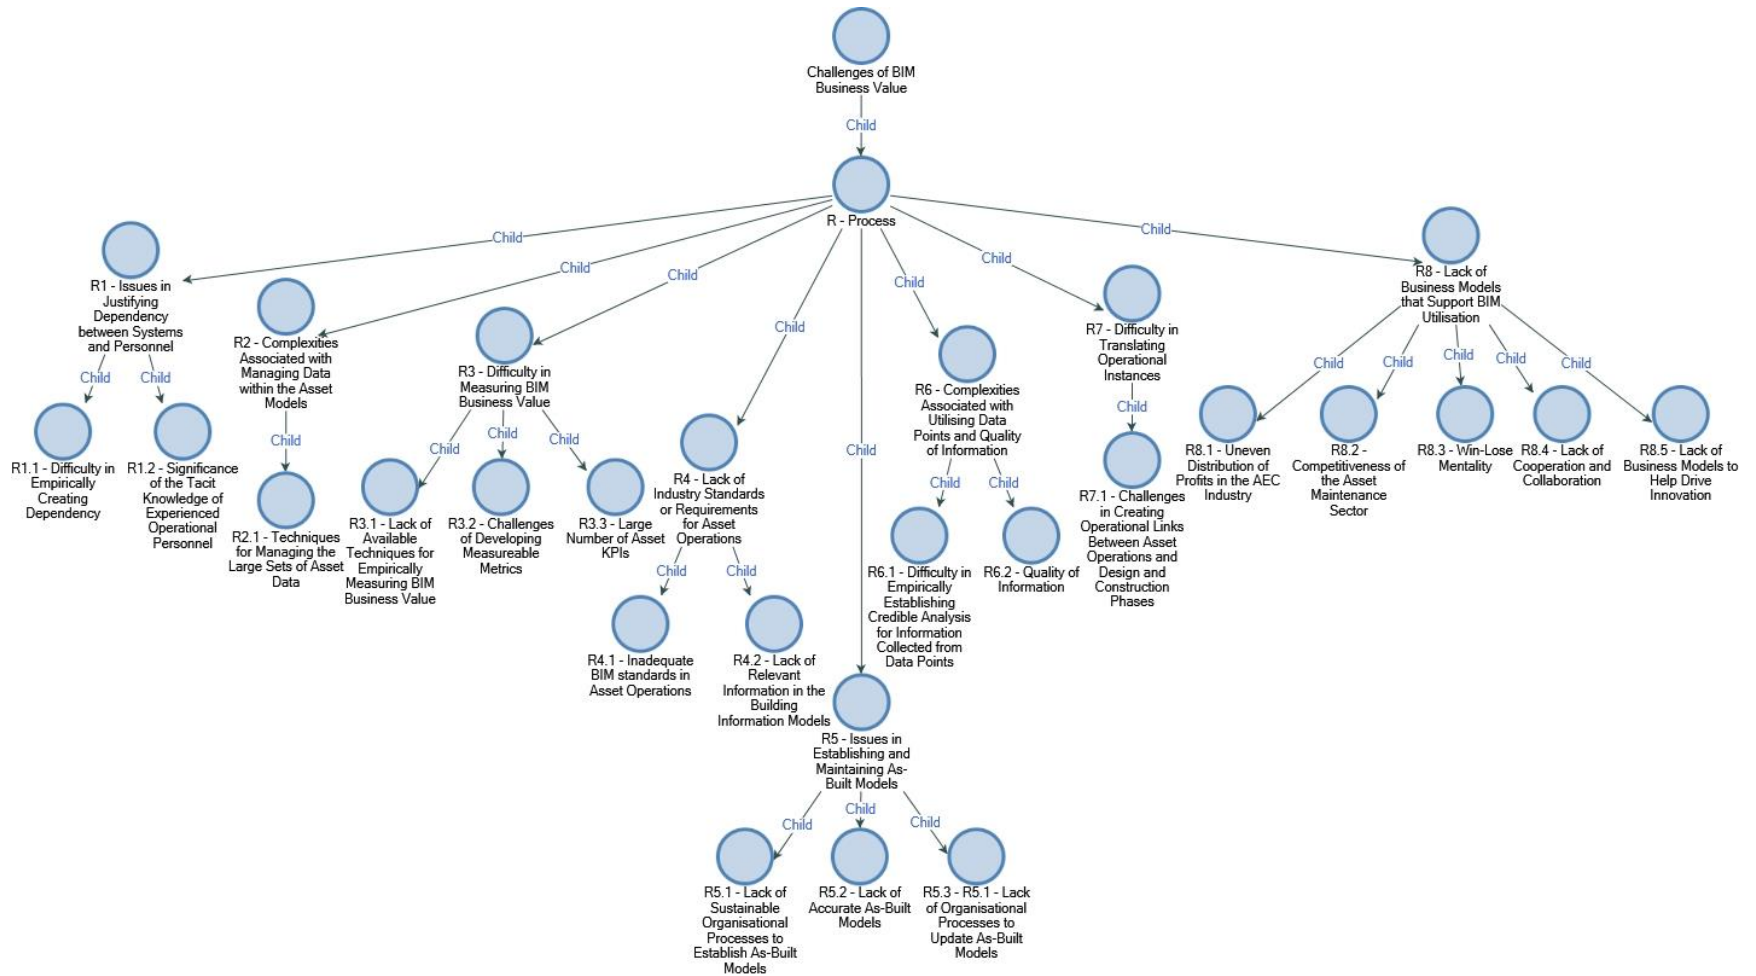 Challenges of BIM
Business Value
Child
R - Process
Child
Child
Child
Child
Child
Child
Child
Child
R1 - Issues in
Justifying
Dependency
between Systems
and Personnel
Child
Child
R1.1 - Difficulty in
Empirically
Creating
Dependency
R1.2 - Significance
of the Tacit
Knowledge of
Experienced
Operational
Personnel
R2 - Complexities
Associated with
Managing Data
within the Asset
Models
Child
R2.1 - Techniques
for Managing the
Large Sets of Asset
Data
R3 - Difficulty in
Measuring BIM
Business Value
Child
Child
Child
R3.1 - Lack of
Available
Techniques for
Empirically
Measuring BIM
Business Value
R3.2 - Challenges
of Developing
Measureable
Metrics
R3.3 - Large
Number of Asset
KPIs
R4 - Lack of
Industry Standards
or Requirements
for Asset
Operations
Child
Child
R4.1 - Inadequate
BIM standards in
Asset Operations
R4.2 - Lack of
Relevant
Information in the
Building
Information Models
R5 - Issues in
Establishing and
Maintaining As-
Built Models
Child
Child
Child
R5.1 - Lack of
Sustainable
Organisational
Processes to
Establish As-Built
Models
R5.2 - Lack of
Accurate As-Built
Models
R5.3 - R5.1 - Lack
of Organisational
Processes to
Update As-Built
Models
R6 - Complexities
Associated with
Utilising Data
Points and Quality
of Information
Child
Child
R6.1 - Difficulty in
Empirically
Establishing
Credible Analysis
for Information
Collected from
Data Points
R6.2 - Quality of
Information
R7 - Difficulty in
Translating
Operational
Instances
Child
R7.1 - Challenges
in Creating
Operational Links
Between Asset
Operations and
Design and
Construction
Phases
R8 - Lack of
Business Models
that Support BIM
Utilisation
Child
Child
Child
Child
Child
R8.1 - Uneven
Distribution of
Profits in the AEC
Industry
R8.2 -
Competitiveness of
the Asset
Maintenance
Sector
R8.3 - Win-Lose
Mentality
R8.4 - Lack of
Cooperation and
Collaboration
R8.5 - Lack of
Business Models to
Help Drive
Innovation